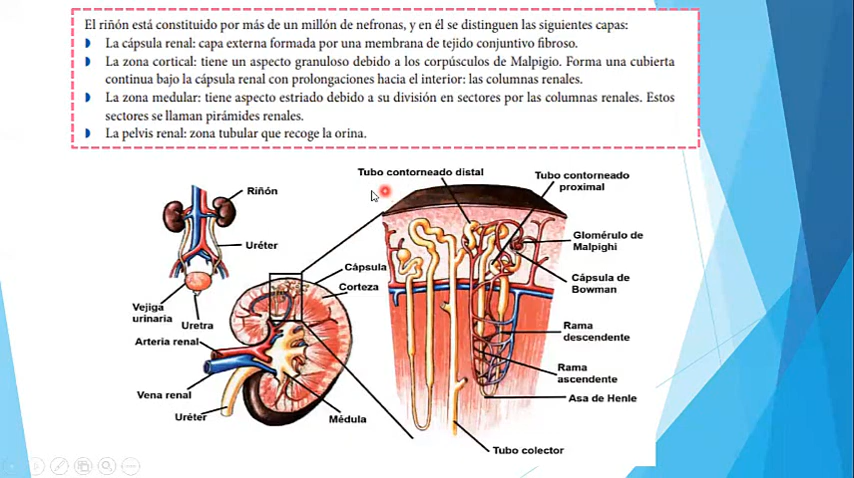 El riñón está constituido por más de un millón de nefronas, y en él se distinguen las siguientes capas:
La cápsula renal: capa externa formada por una membrana de tejido conjuntivo fibroso.
La zona cortical: tiene un aspecto granuloso debido a los corpúsculos de Malpigio. Forma una cubierta
continua bajo la cápsula renal con prolongaciones hacia el interior: las columnas renales.
La zona medular: tiene aspecto estriado debido a su división en sectores por las columnas renales. Estos
sectores se llaman pirámides renales.
La pelvis renal: zona tubular que recoge la orina.
Tubo contorneado distal
Tubo contorneado
proximal
Riñón
Glomérulo de
Malpighi
Uréter
Cápsula
Cápsula de
Bowman
Corteza
Vejiga
urinaria
Uretra
Rama
descendente
Arteria renal
Rama
ascendente
Vena renal
Asa de Henle
Uréter
Médula
Tubo colector